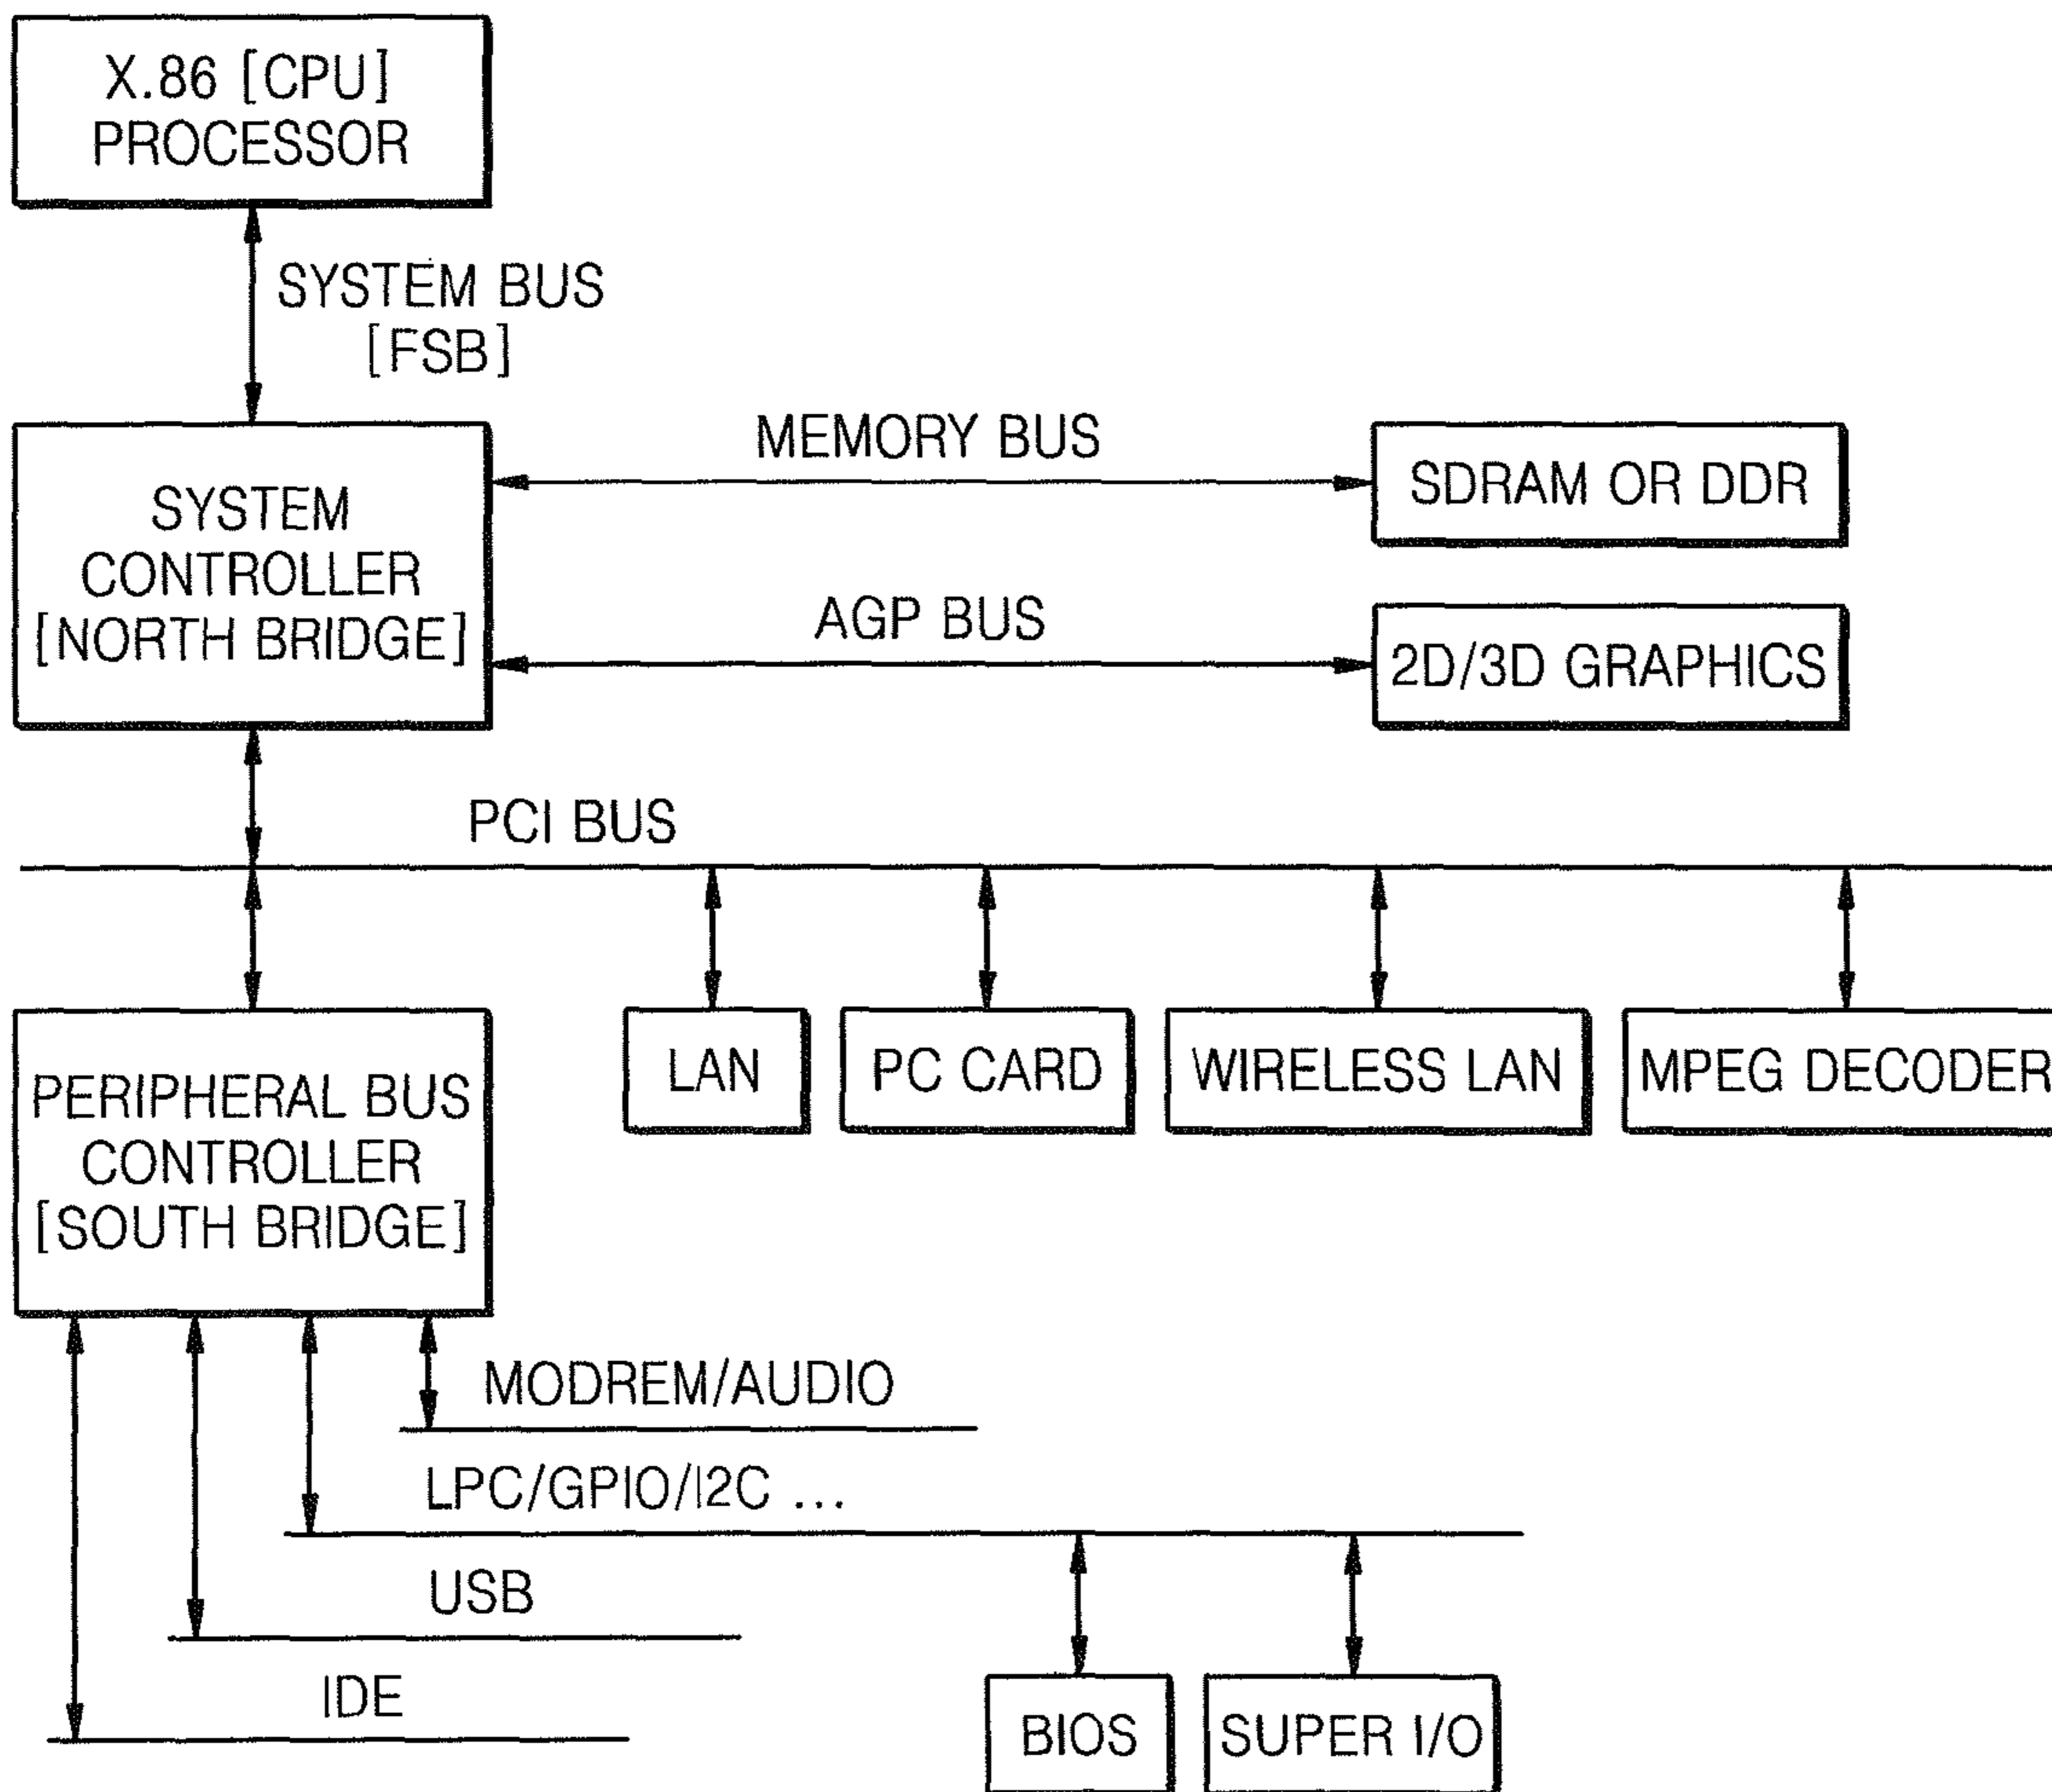 X.86 [CPU]
PROCESSOR
SYSTEM BUS
[FSB]
SYSTEM
CONTROLLER
[NORTH BRIDGE]
MEMORY BUS
SDRAM OR DDR
AGP BUS
2D/3D GRAPHICS
PCI BUS
PERIPHERAL BUS
CONTROLLER
[SOUTH BRIDGE]
LAN
PC CARD
WIRELESS LAN
MPEG DECODER
MODREM/AUDIO
LPC/GPIO/I2C ...
USB
IDE
BIOS
SUPER I/O